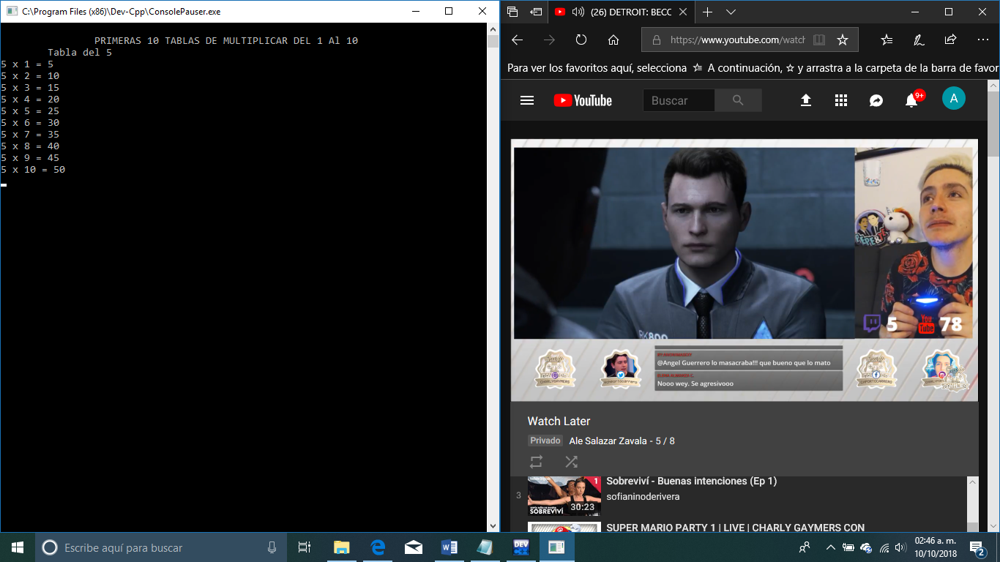 C:\Program Files (x86)\Dev-Cpp\ConsolePauser.exe
PRIMERAS 10 TABLAS DE MULTIPLICAR DEL 1 Al 10
Tabla del 5
5 x 1 = 5
5 x 2 = 10
5 x 3 = 15
5 x 4 = 20
5 x 5 = 25
5 x 6 = 30
5 x 7 = 35
5 x 8 = 40
5 x 9 = 45
5 x 10 = 50
(26) DETROIT: BECC
https://www.youtube.com/watch
Para ver los favoritos aquí, selecciona A continuación, y arrastra a la carpeta de la barra de favor
YouTube
Buscar
9+
A
RK800
5
You Tube
78
@Angel Guerrero lo masacraba!!! que bueno que lo mato
Nooo wey. Se agresivooo
CHARLYGAYMERS
CMPORTOCARRERO
Watch Later
Privado Ale Salazar Zavala - 5 / 8
3
1
SOBREVIVÍ
30:23
Sobreviví - Buenas intenciones (Ep 1)
sofianinoderivera
SUPER MARIO PARTY 1 | LIVE | CHARLY GAYMERS CON
Escribe aquí para buscar
DEV
02:46 a. m.
10/10/2018
2